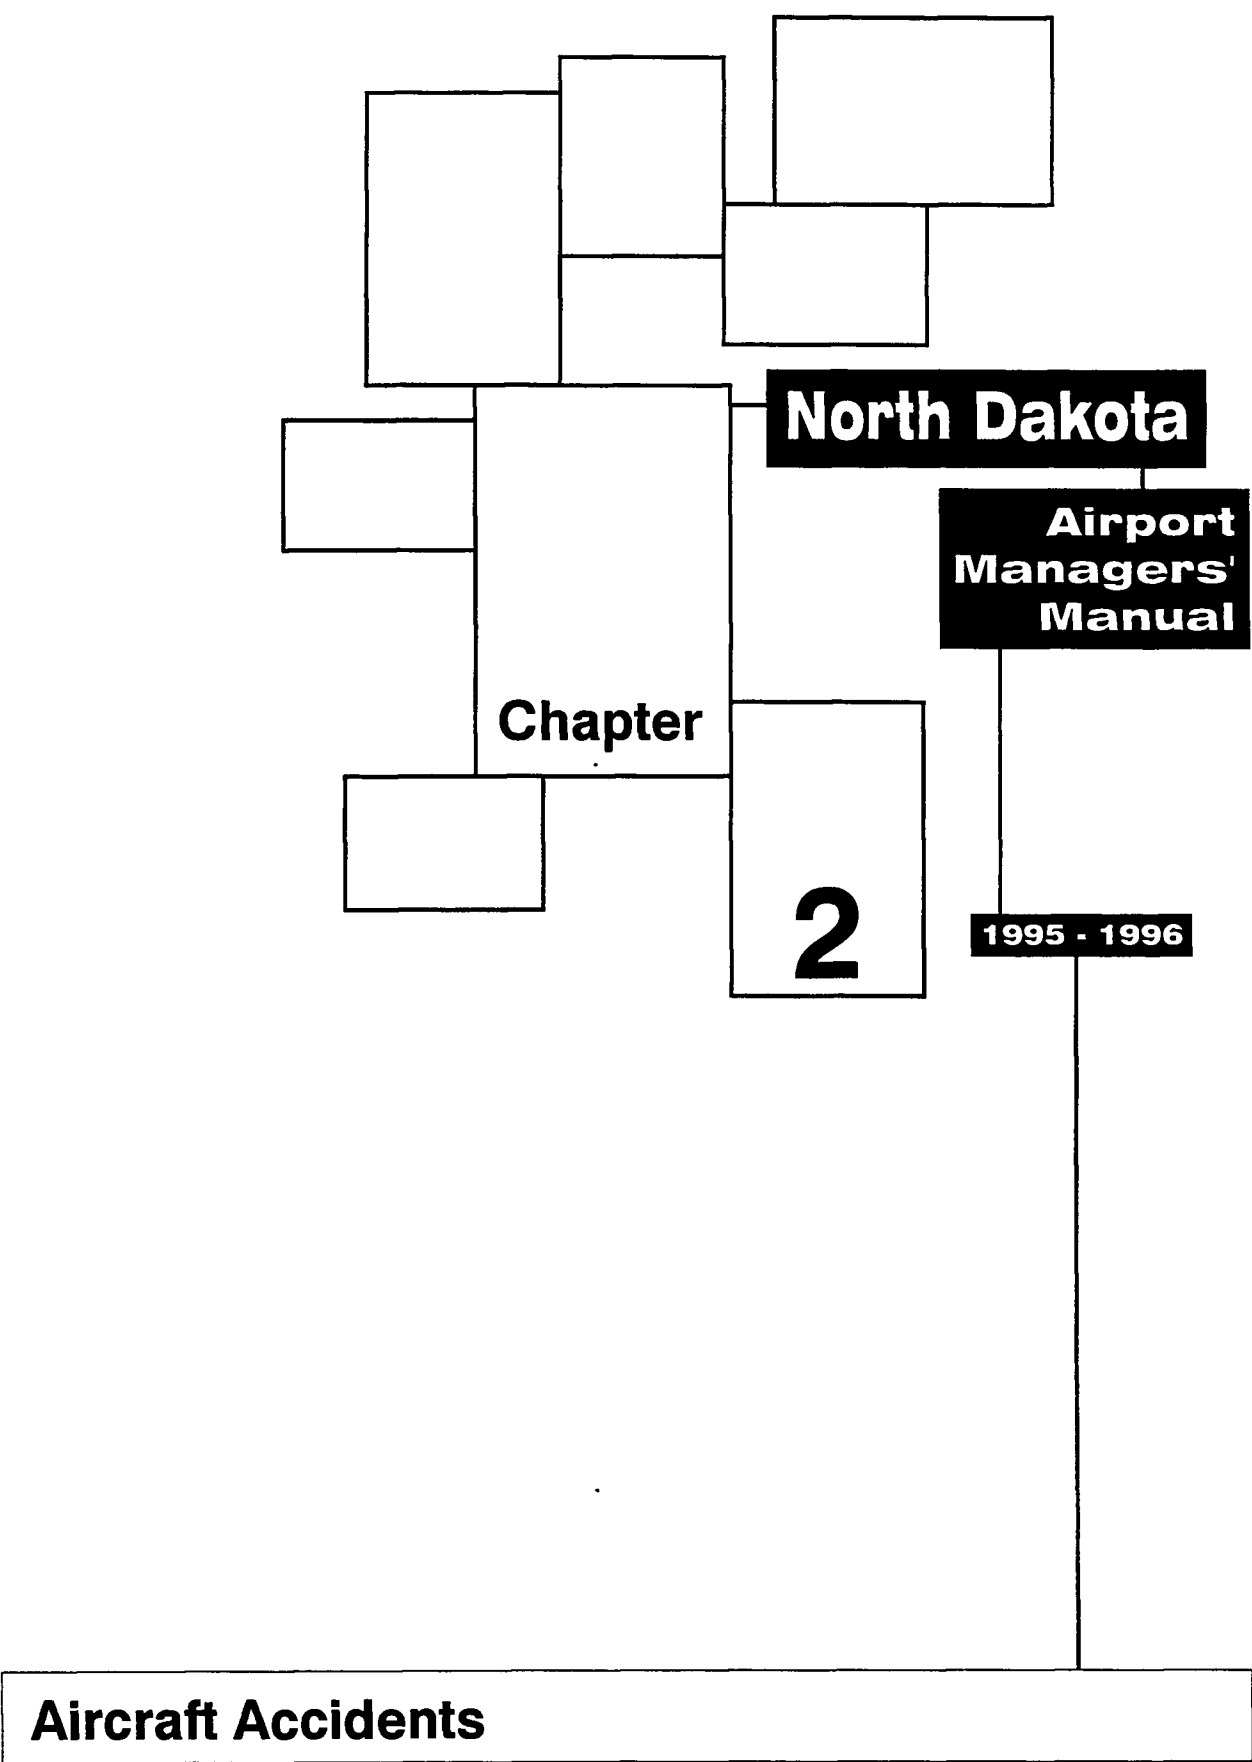 North Dakota
Airport
Managers'
Manual
Chapter
2
1995 - 1996
Aircraft Accidents